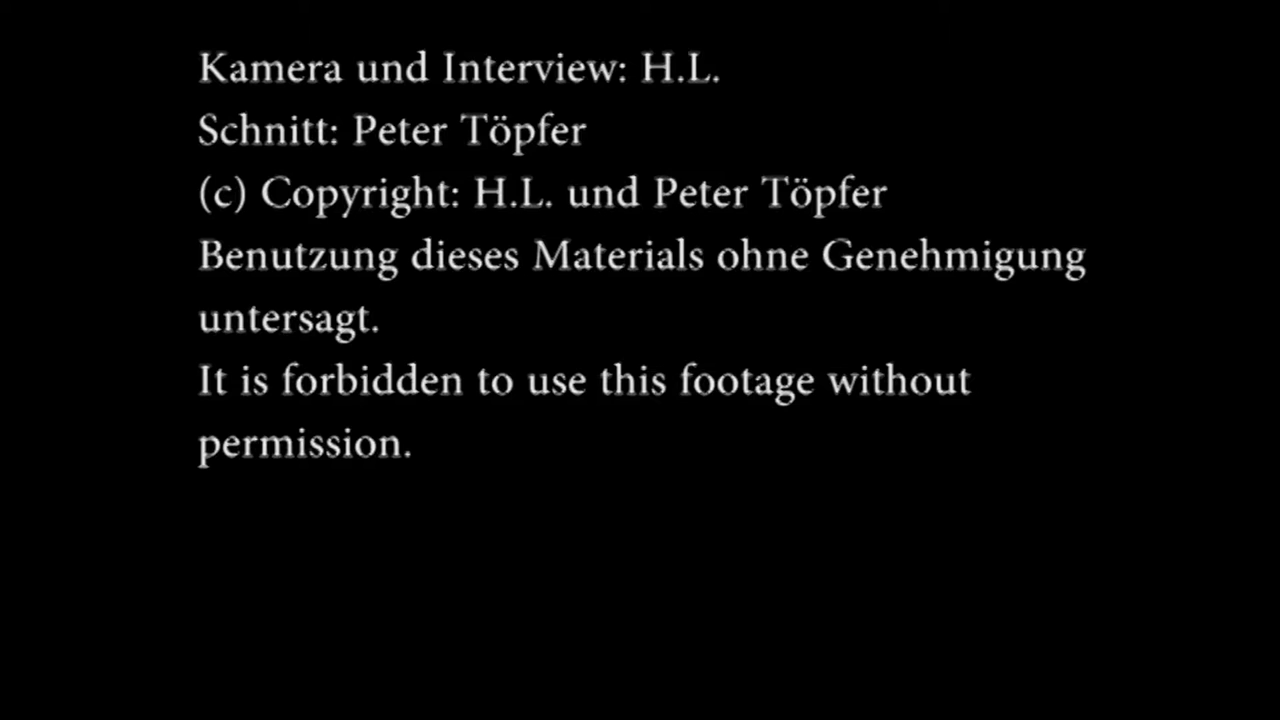 Kamera und Interview: H.L.
Schnitt: Peter Töpfer
(c) Copyright: H.L. und Peter Töpfer
Benutzung dieses Materials ohne Genehmigung
untersagt.
It is forbidden to use this footage without
permission.